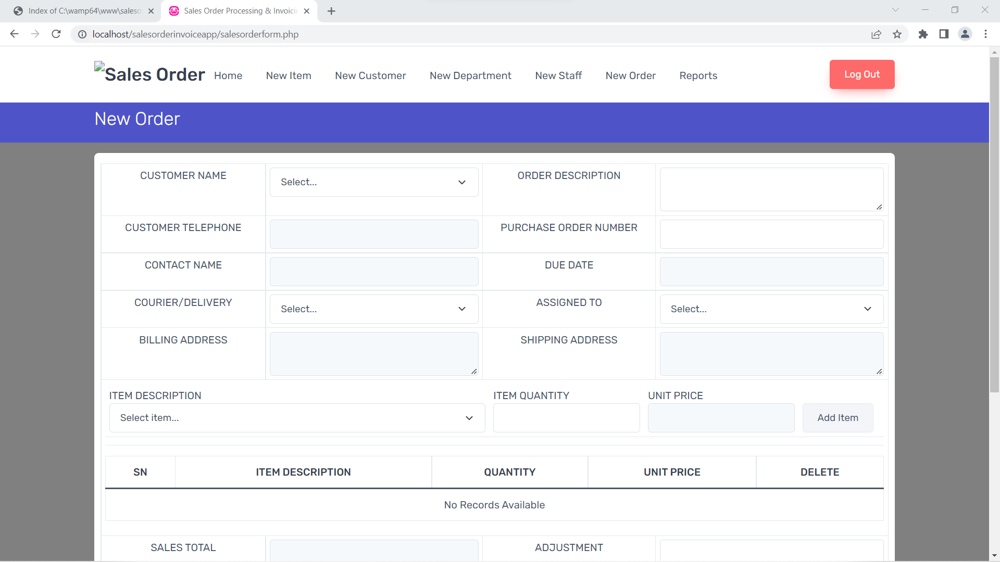 Index of C:\wamp64\www\saleso
Sales Order Processing & Invoicin
localhost/salesorderinvoiceapp/salesorderform.php
Sales Order Home New Item New Customer New Department New Staff New Order Reports Log Out
New Order
CUSTOMER NAME Select... ORDER DESCRIPTION
CUSTOMER TELEPHONE PURCHASE ORDER NUMBER
CONTACT NAME DUE DATE
COURIER/DELIVERY Select... ASSIGNED TO Select...
BILLING ADDRESS SHIPPING ADDRESS
ITEM DESCRIPTION ITEM QUANTITY UNIT PRICE
Select item... Add Item
SN ITEM DESCRIPTION QUANTITY UNIT PRICE DELETE
No Records Available
SALES TOTAL ADJUSTMENT